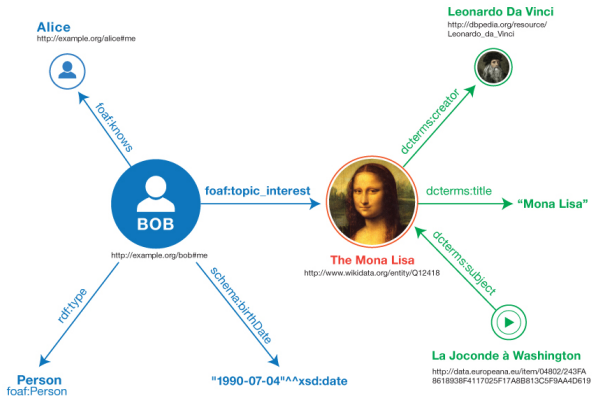 Alice
http://example.org/alice#me
Leonardo Da Vinci
http://dbpedia.org/resource/
Leonardo_da_Vinci
foaf:knows
dcterms:creator
BOB
http://example.org/bob#me
foaf:topic_interest
dcterms:title
“Mona Lisa”
The Mona Lisa
http://www.wikidata.org/entity/Q12418
dcterms:subject
rdf:type
schema:birthDate
Person
foaf:Person
"1990-07-04"^^xsd:date
La Joconde à Washington
http://data.europeana.eu/item/04802/243FA
8618938F4117025F17A8B813C5F9AA4D619